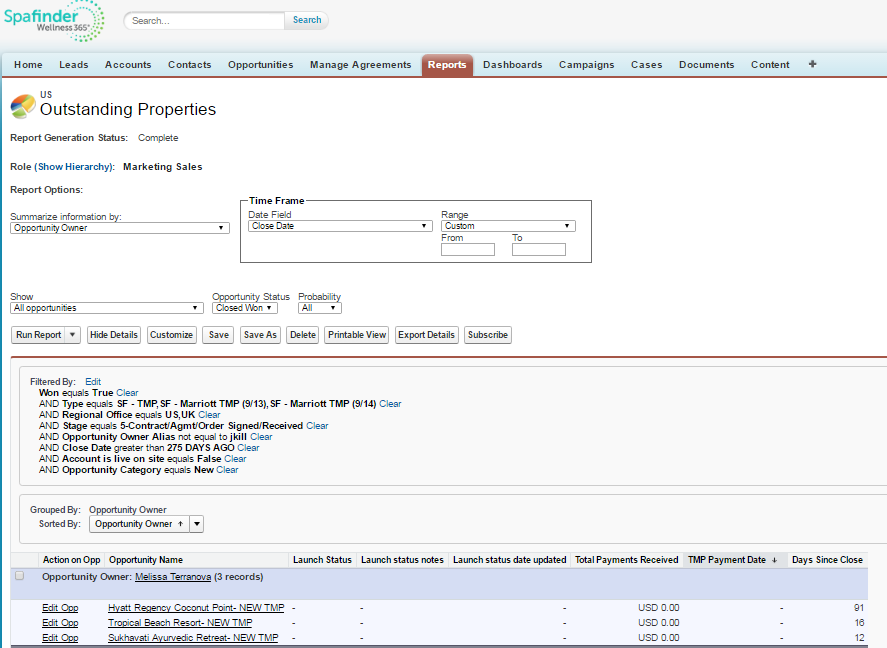 Spafinder
Wellness365°
Search...
Search
Home Leads Accounts Contacts Opportunities Manage Agreements Reports Dashboards Campaigns Cases Documents Content +
US
Outstanding Properties
Report Generation Status: Complete
Role (Show Hierarchy): Marketing Sales
Report Options:
Summarize information by:
Opportunity Owner
Time Frame
Date Field Range
Close Date Custom
From To
Show Opportunity Status Probability
All opportunities Closed Won All
Run Report Hide Details Customize Save Save As Delete Printable View Export Details Subscribe
Filtered By: Edit
Won equals True Clear
AND Type equals SF - TMP,SF - Marriott TMP (9/13),SF - Marriott TMP (9/14) Clear
AND Regional Office equals US,UK Clear
AND Stage equals 5-Contract/Agmt/Order Signed/Received Clear
AND Opportunity Owner Alias not equal to jkill Clear
AND Close Date greater than 275 DAYS AGO Clear
AND Account is live on site equals False Clear
AND Opportunity Category equals New Clear
Grouped By: Opportunity Owner
Sorted By: Opportunity Owner ↑
Action on Opp Opportunity Name Launch Status Launch status notes Launch status date updated Total Payments Received TMP Payment Date ↓ Days Since Close
Opportunity Owner: Melissa Terranova (3 records)
Edit Opp Hyatt Regency Coconut Point- NEW TMP - - - USD 0.00 - 91
Edit Opp Tropical Beach Resort- NEW TMP - - - USD 0.00 - 16
Edit Opp Sukhavati Ayurvedic Retreat- NEW TMP - - - USD 0.00 - 12